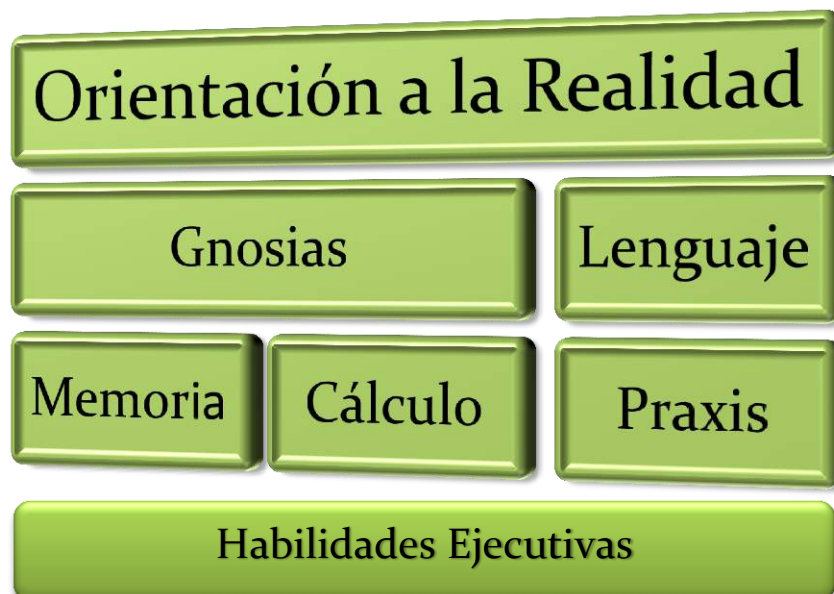 Orientación a la Realidad
Gnosias
Lenguaje
Memoria
Cálculo
Praxis
Habilidades Ejecutivas